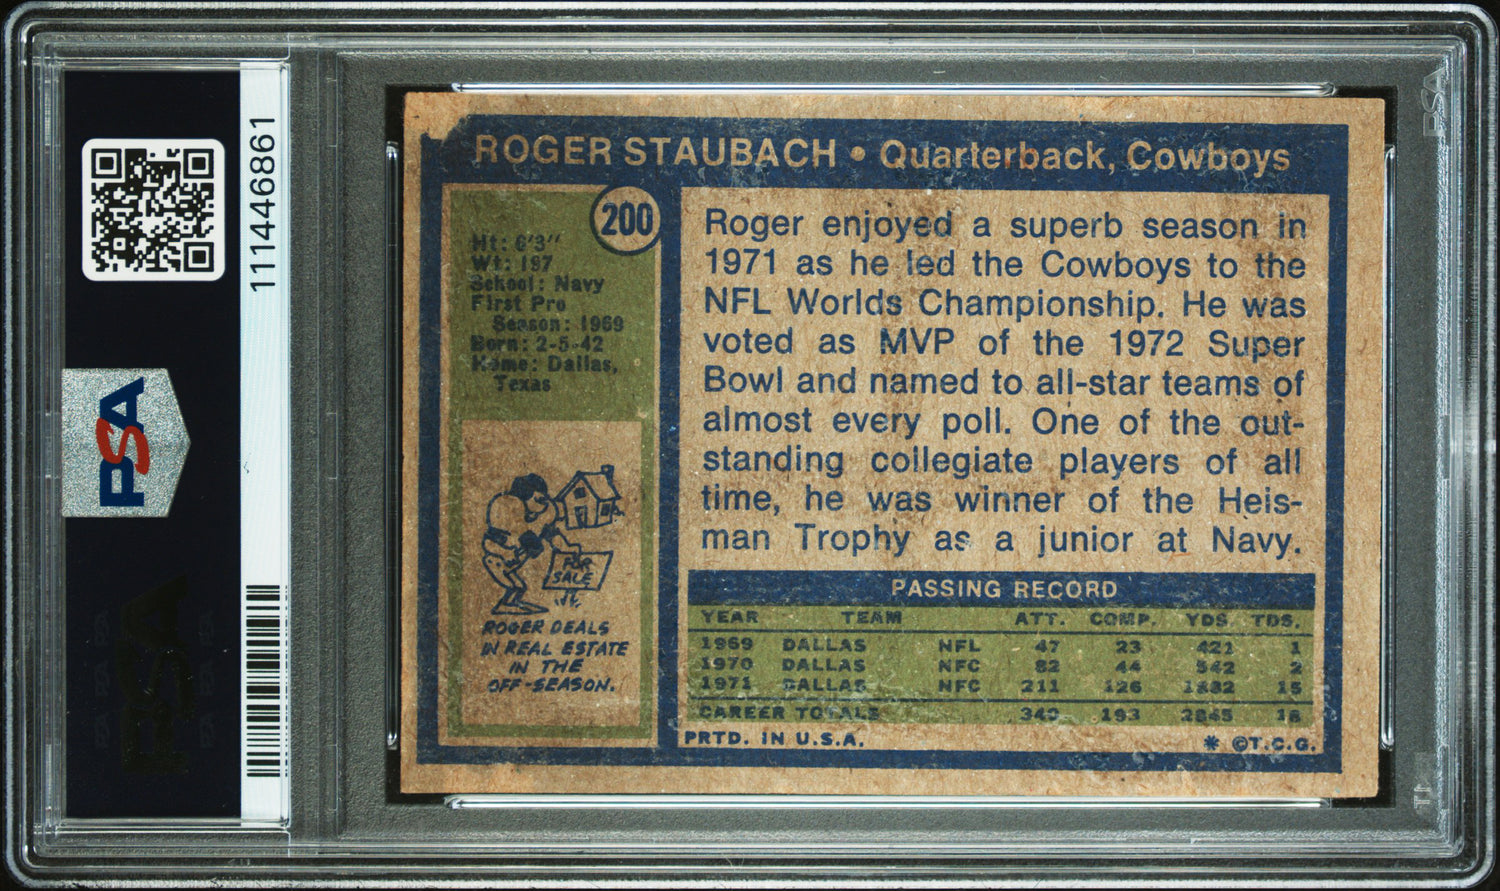 111446861
PSA
ROGER STAUBACH • Quarterback, Cowboys
200
Ht: 6'3"
Wt: 197
School: Navy
First Pro
Season: 1969
Born: 2-5-42
Home: Dallas,
Texas
FOR
SALE
ROGER DEALS
IN REAL ESTATE
IN THE
OFF-SEASON.
Roger enjoyed a superb season in
1971 as he led the Cowboys to the
NFL Worlds Championship. He was
voted as MVP of the 1972 Super
Bowl and named to all-star teams of
almost every poll. One of the out-
standing collegiate players of all
time, he was winner of the Heis-
man Trophy as a junior at Navy.
PASSING RECORD
YEAR TEAM ATT. COMP. YDS. TDS.
1969 DALLAS NFL 47 23 421 1
1970 DALLAS NFC 82 44 542 2
1971 DALLAS NFC 211 126 1882 15
CAREER TOTALS 340 193 2845 18
PRTD. IN U.S.A.
* ©T.C.G.